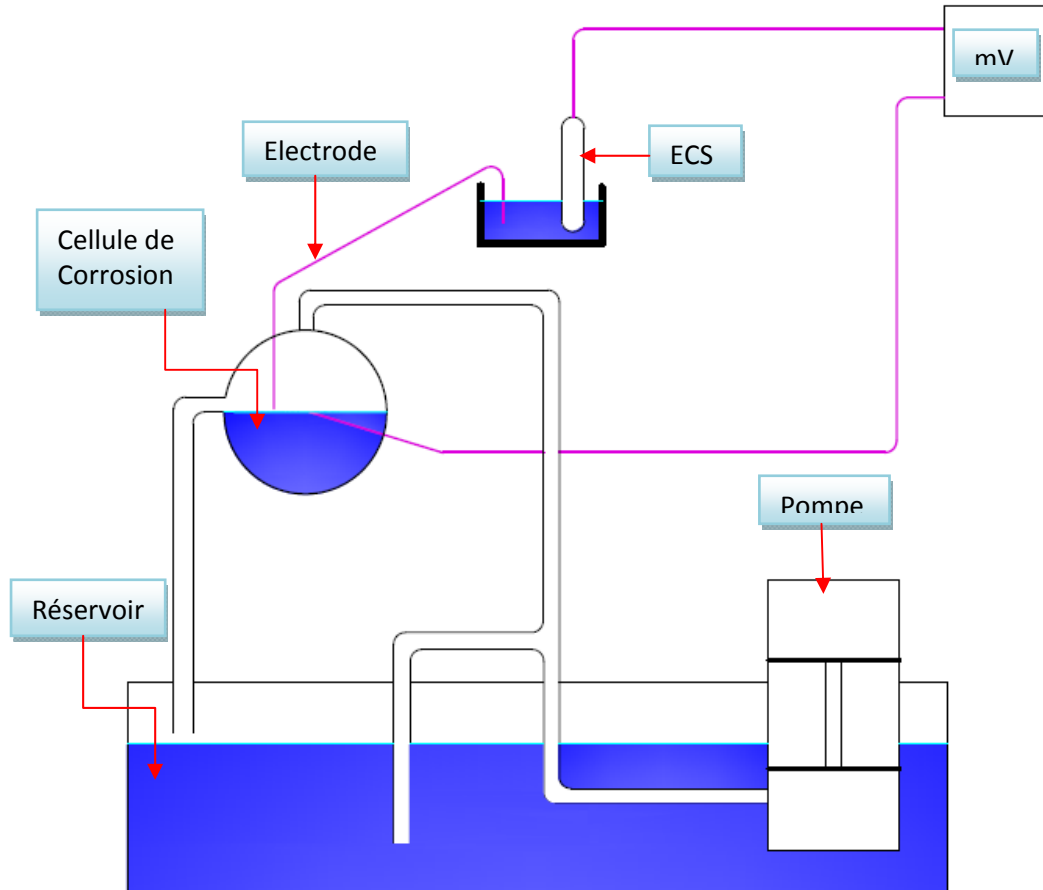 mV
Electrode
ECS
Cellule de
Corrosion
Pompe
Réservoir